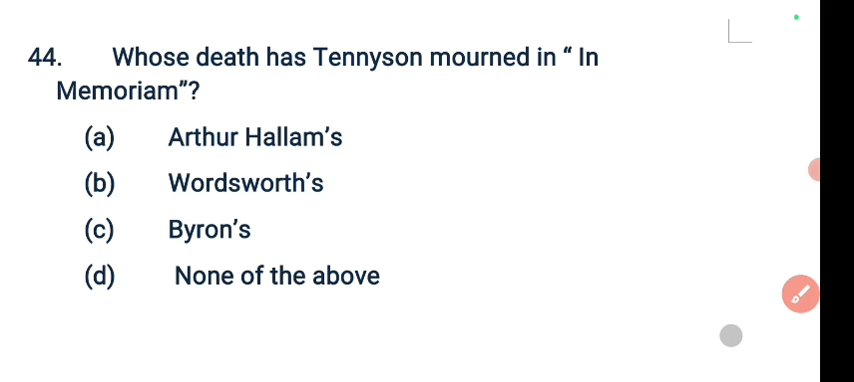 44. Whose death has Tennyson mourned in “ In
Memoriam”?
(a) Arthur Hallam’s
(b) Wordsworth’s
(c) Byron’s
(d) None of the above